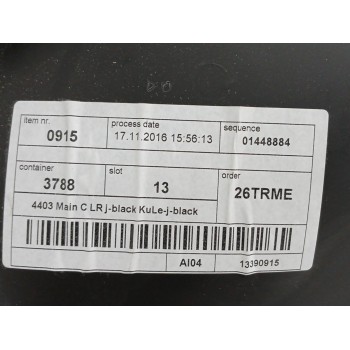 item nr. process date sequence
0915 17.11.2016 15:56:13 01448884
container slot order
3788 13 26TRME
4403 Main C LR j-black KuLe-j-black
AI04 13390915